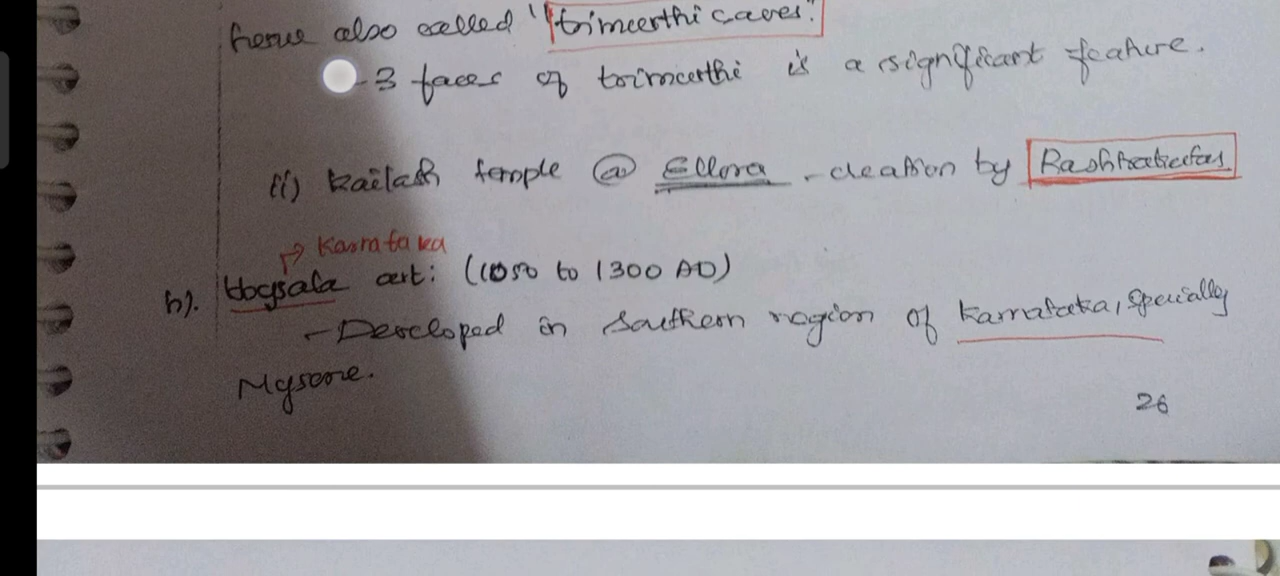 hence also called "trimurthi caves".
- 3 faces of trimurthi is a significant feature.
ii) Kailash temple @ Ellora - creation by Rashtrakutas
→ Karnataka
h). Hoysala art: (1050 to 1300 AD)
- Developed in Southern region of Karnataka, specially
Mysore.
26